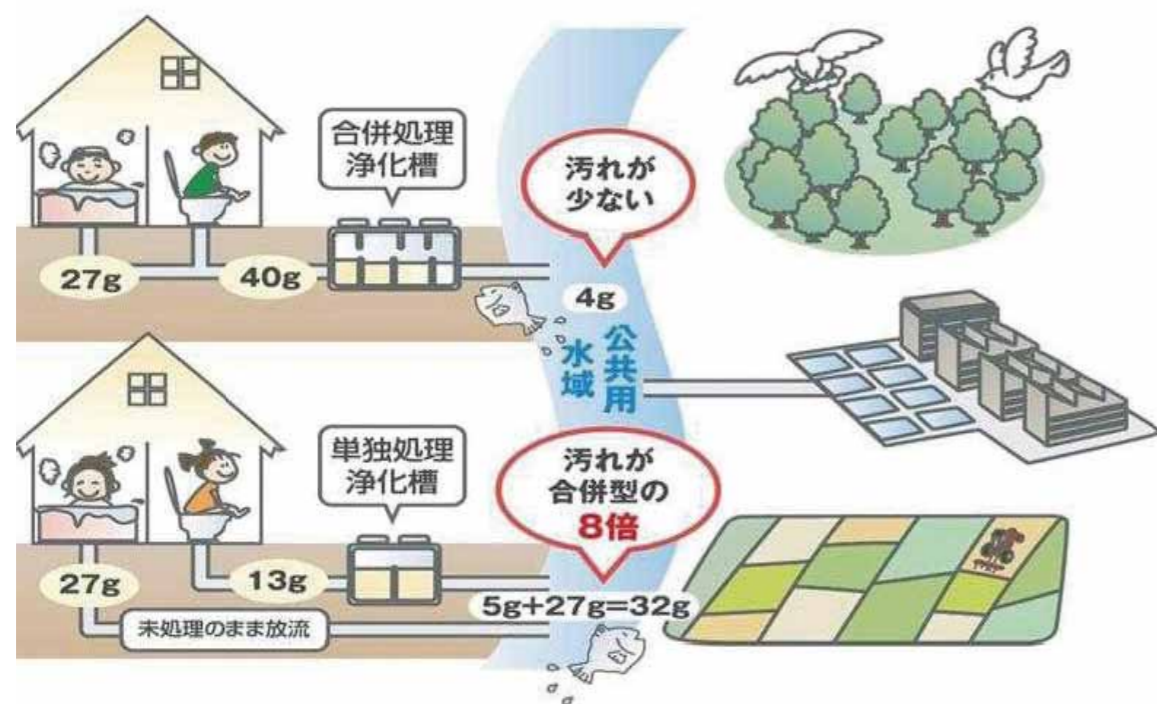 合併処理
浄化槽
汚れが
少ない
27g
40g
4g
公共用
水域
単独処理
浄化槽
汚れが
合併型の
8倍
27g
13g
5g+27g=32g
未処理のまま放流